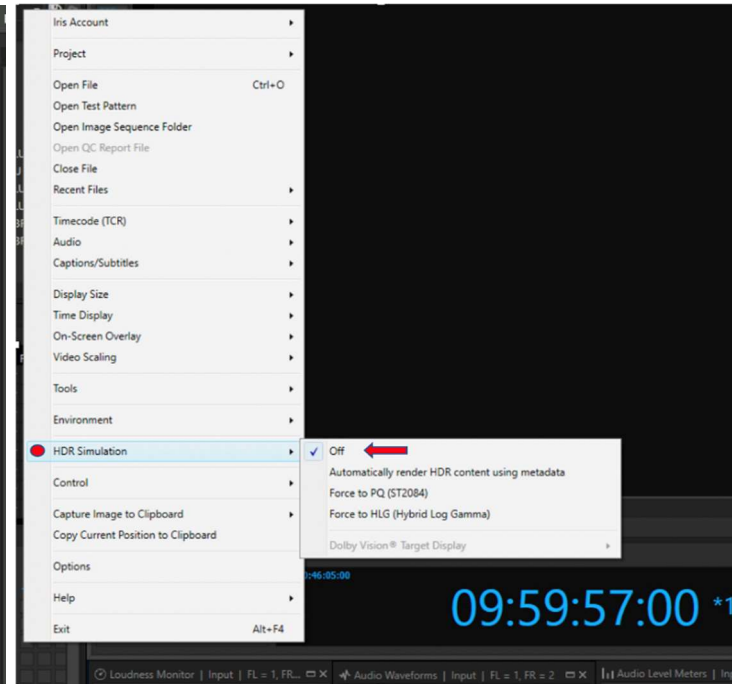 Iris Account
Project
Open File Ctrl+O
Open Test Pattern
Open Image Sequence Folder
Open QC Report File
Close File
Recent Files
Timecode (TCR)
Audio
Captions/Subtitles
Display Size
Time Display
On-Screen Overlay
Video Scaling
Tools
Environment
HDR Simulation
Off
Automatically render HDR content using metadata
Force to PQ (ST2084)
Force to HLG (Hybrid Log Gamma)
Dolby Vision® Target Display
Control
Capture Image to Clipboard
Copy Current Position to Clipboard
Options
Help
Exit Alt+F4
:46:05:00
09:59:57:00 *1
Loudness Monitor | Input | FL = 1, FR... Audio Waveforms | Input | FL = 1, FR = 2 Audio Level Meters |